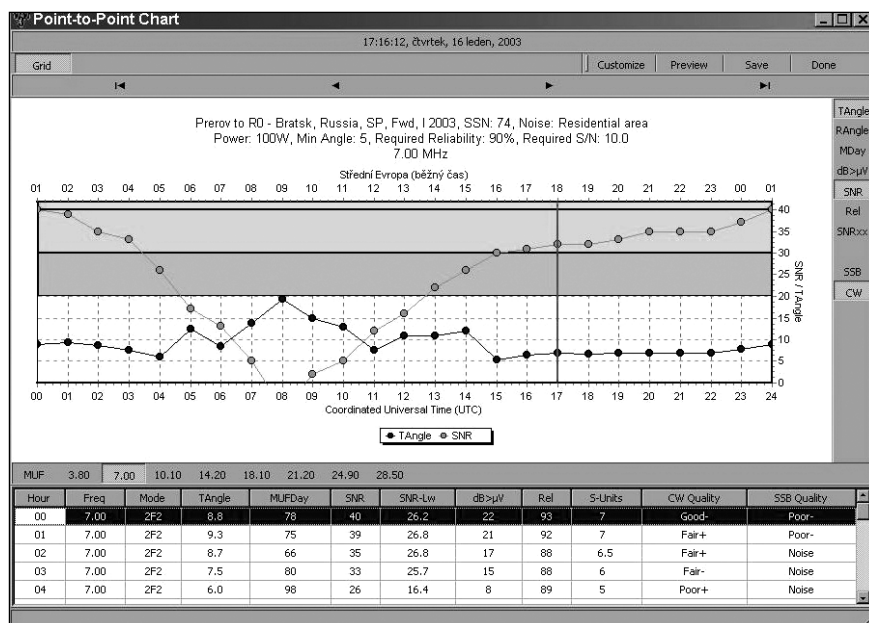 Point-to-Point Chart
17:16:12, čtvrtek, 16 leden, 2003
Grid Customize Preview Save Done
Prerov to R0 - Bratsk, Russia, SP, Fwd, I 2003, SSN: 74, Noise: Residential area
Power: 100W, Min Angle: 5, Required Reliability: 90%, Required S/N: 10.0
7.00 MHz
Střední Evropa (běžný čas)
01 02 03 04 05 06 07 08 09 10 11 12 13 14 15 16 17 18 19 20 21 22 23 00 01
40
35
30
25
20
15
10
5
0
SNR / TAngle
00 01 02 03 04 05 06 07 08 09 10 11 12 13 14 15 16 17 18 19 20 21 22 23 24
Coordinated Universal Time (UTC)
TAngle SNR
TAngle
RAngle
MDay
dB>µV
SNR
Rel
SNRxx
SSB
CW
MUF 3.80 7.00 10.10 14.20 18.10 21.20 24.90 28.50
Hour Freq Mode TAngle MUFDay SNR SNR-Lw dB>µV Rel S-Units CW Quality SSB Quality
00 7.00 2F2 8.8 78 40 26.2 22 93 7 Good- Poor-
01 7.00 2F2 9.3 75 39 26.8 21 92 7 Fair+ Poor-
02 7.00 2F2 8.7 66 35 26.8 17 88 6.5 Fair+ Noise
03 7.00 2F2 7.5 80 33 25.7 15 88 6 Fair- Noise
04 7.00 2F2 6.0 98 26 16.4 8 89 5 Poor+ Noise